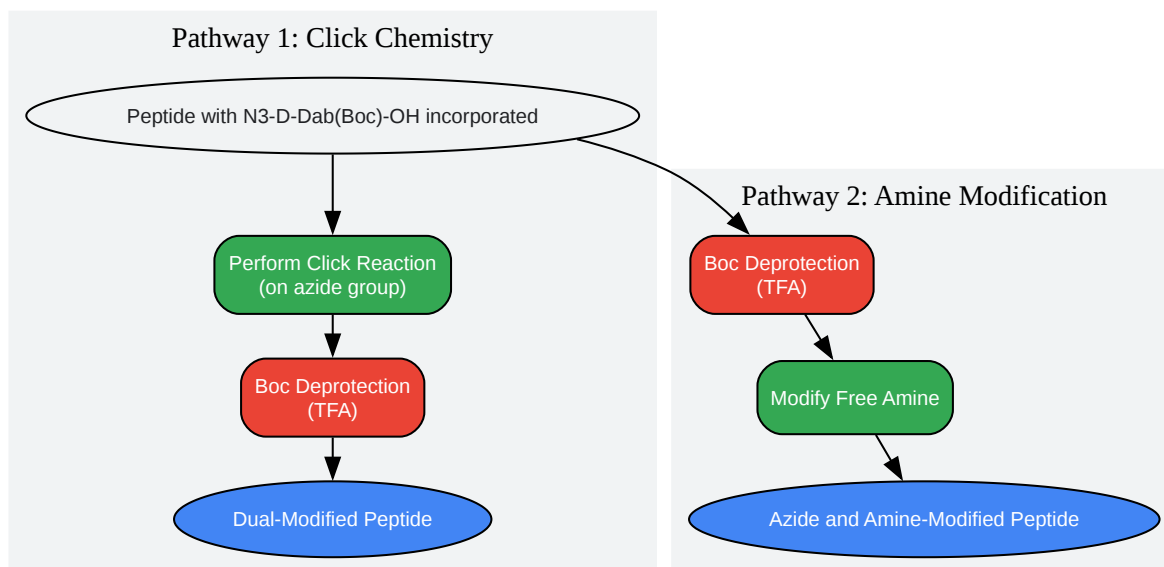 Pathway 1: Click Chemistry
Peptide with N3-D-Dab(Boc)-OH incorporated
Perform Click Reaction
(on azide group)
Boc Deprotection
(TFA)
Dual-Modified Peptide
Pathway 2: Amine Modification
Boc Deprotection
(TFA)
Modify Free Amine
Azide and Amine-Modified Peptide